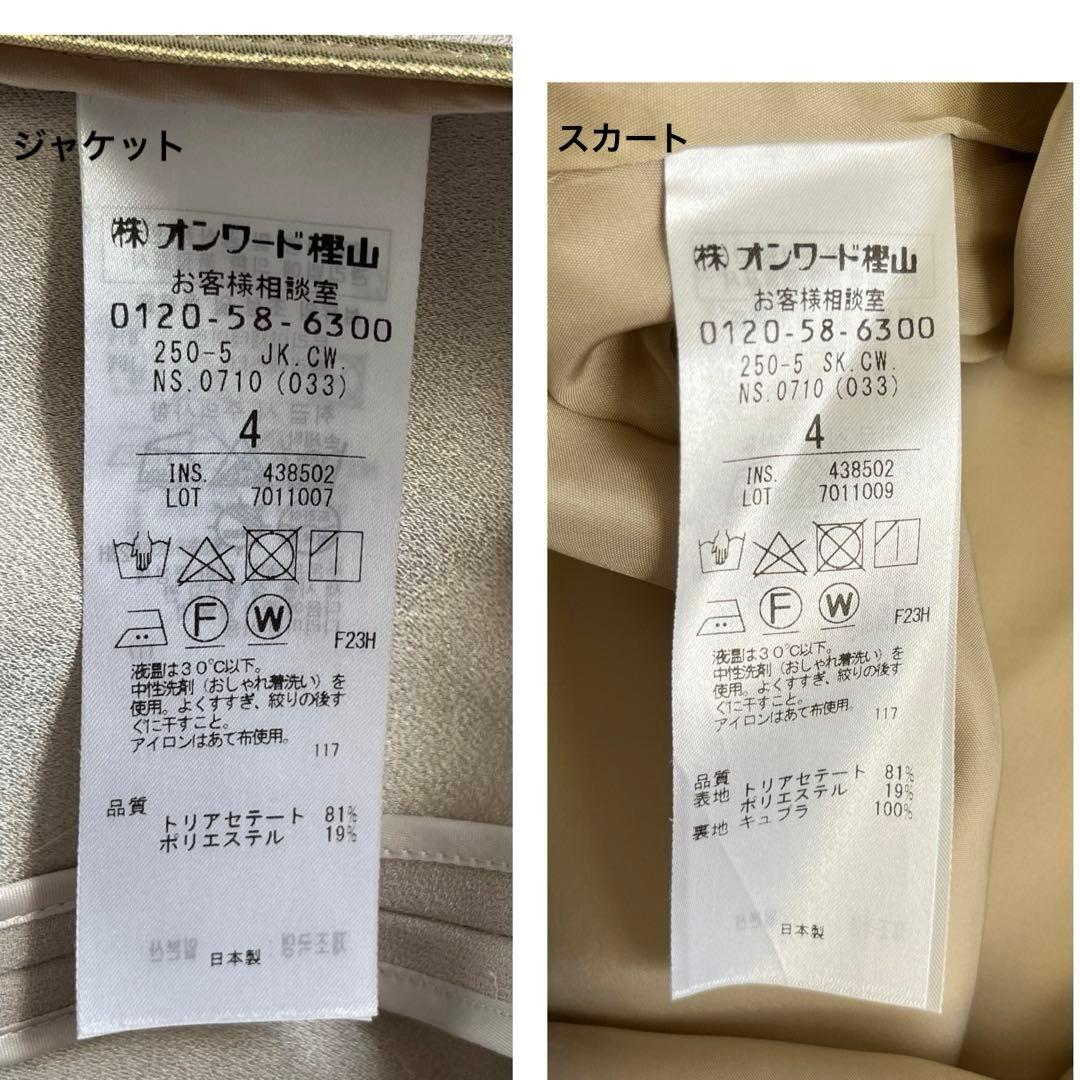 ジャケット
㈱オンワード樫山
お客様相談室
0120-58-6300
250-5 JK.CW.
NS.0710 (033)
4
INS. 438502
LOT 7011007
F W
F23H
液温は30℃以下。
中性洗剤（おしゃれ着洗い）を
使用。よくすすぎ、絞りの後す
ぐに干すこと。
アイロンはあて布使用。
117
品質
トリアセテート 81%
ポリエステル 19%
日本製
スカート
㈱オンワード樫山
お客様相談室
0120-58-6300
250-5 SK.CW.
NS.0710 (033)
4
INS. 438502
LOT 7011009
F W
F23H
液温は30℃以下。
中性洗剤（おしゃれ着洗い）を
使用。よくすすぎ、絞りの後す
ぐに干すこと。
アイロンはあて布使用。
117
品質
表地 トリアセテート 81%
ポリエステル 19%
裏地 キュプラ 100%
日本製